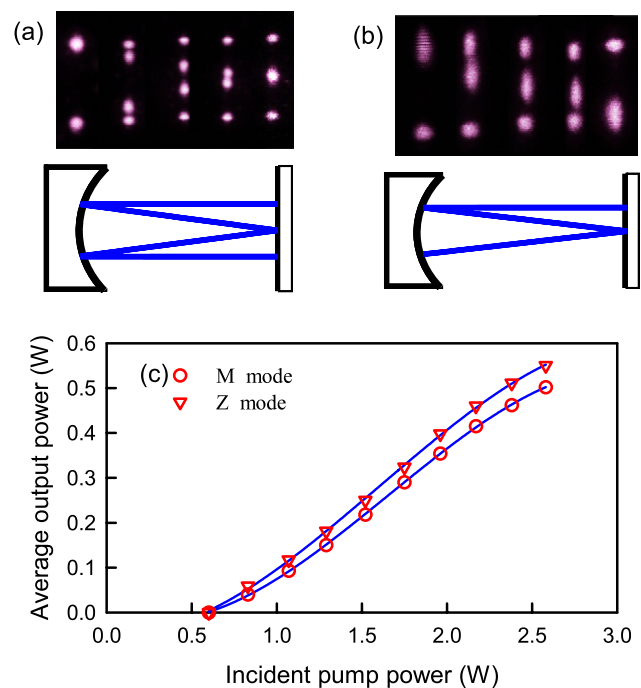 (a)
(b)
(c)
M mode
Z mode
Average output power (W)
0.6
0.5
0.4
0.3
0.2
0.1
0.0
0.0 0.5 1.0 1.5 2.0 2.5 3.0
Incident pump power (W)